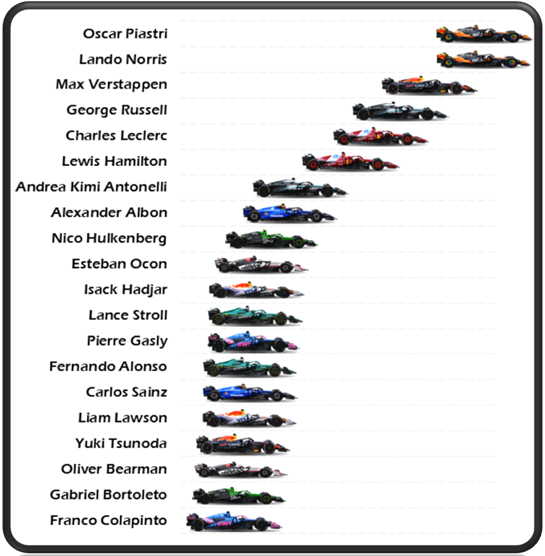 Oscar Piastri
Lando Norris
Max Verstappen
George Russell
Charles Leclerc
Lewis Hamilton
Andrea Kimi Antonelli
Alexander Albon
Nico Hulkenberg
Esteban Ocon
Isack Hadjar
Lance Stroll
Pierre Gasly
Fernando Alonso
Carlos Sainz
Liam Lawson
Yuki Tsunoda
Oliver Bearman
Gabriel Bortoleto
Franco Colapinto